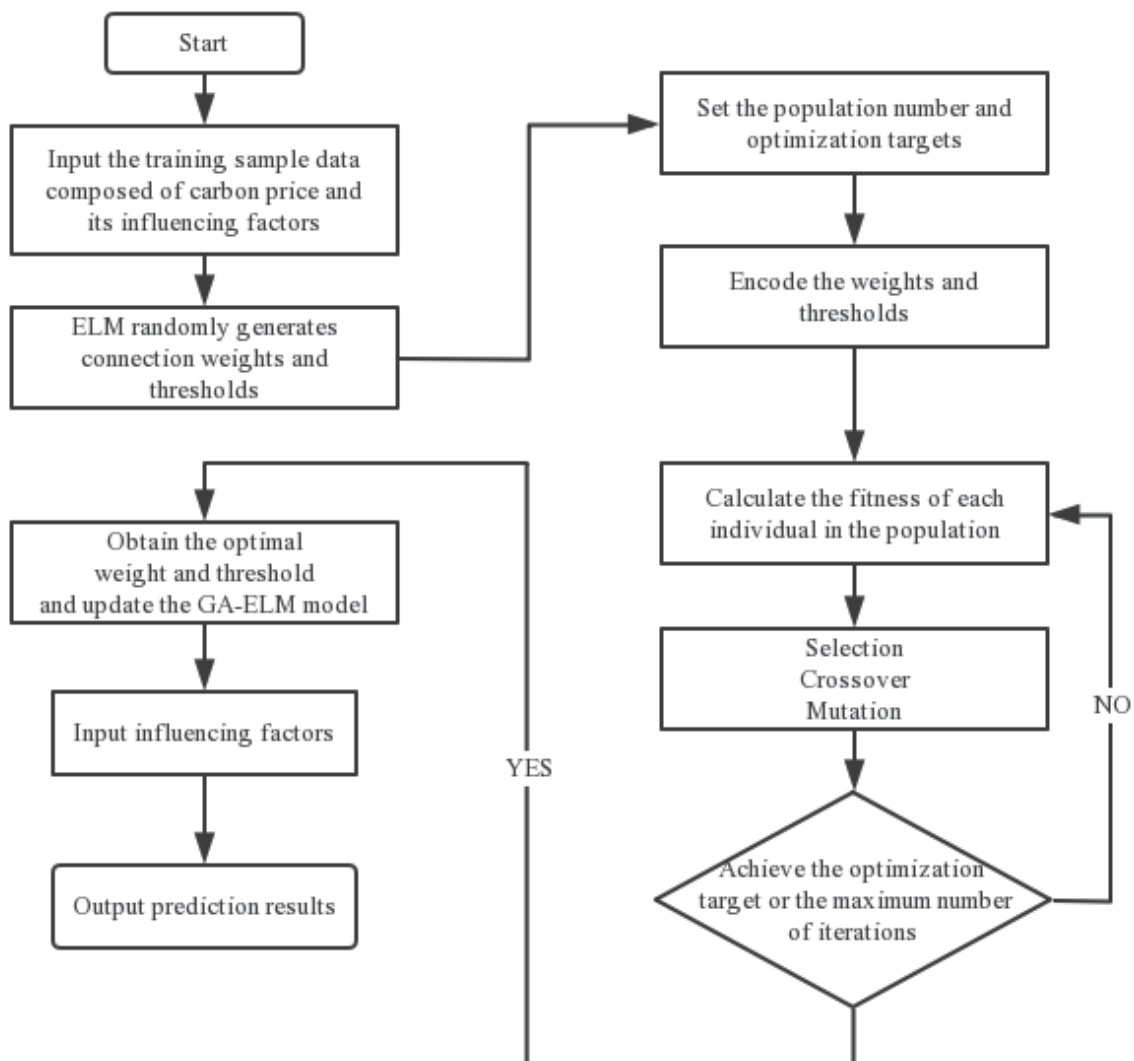 Start
Input the training sample data
composed of carbon price and
its influencing factors
ELM randomly generates
connection weights and
thresholds
Set the population number and
optimization targets
Encode the weights and
thresholds
Calculate the fitness of each
individual in the population
Selection
Crossover
Mutation
NO
Achieve the optimization
target or the maximum number
of iterations
YES
Obtain the optimal
weight and threshold
and update the GA-ELM model
Input influencing factors
Output prediction results